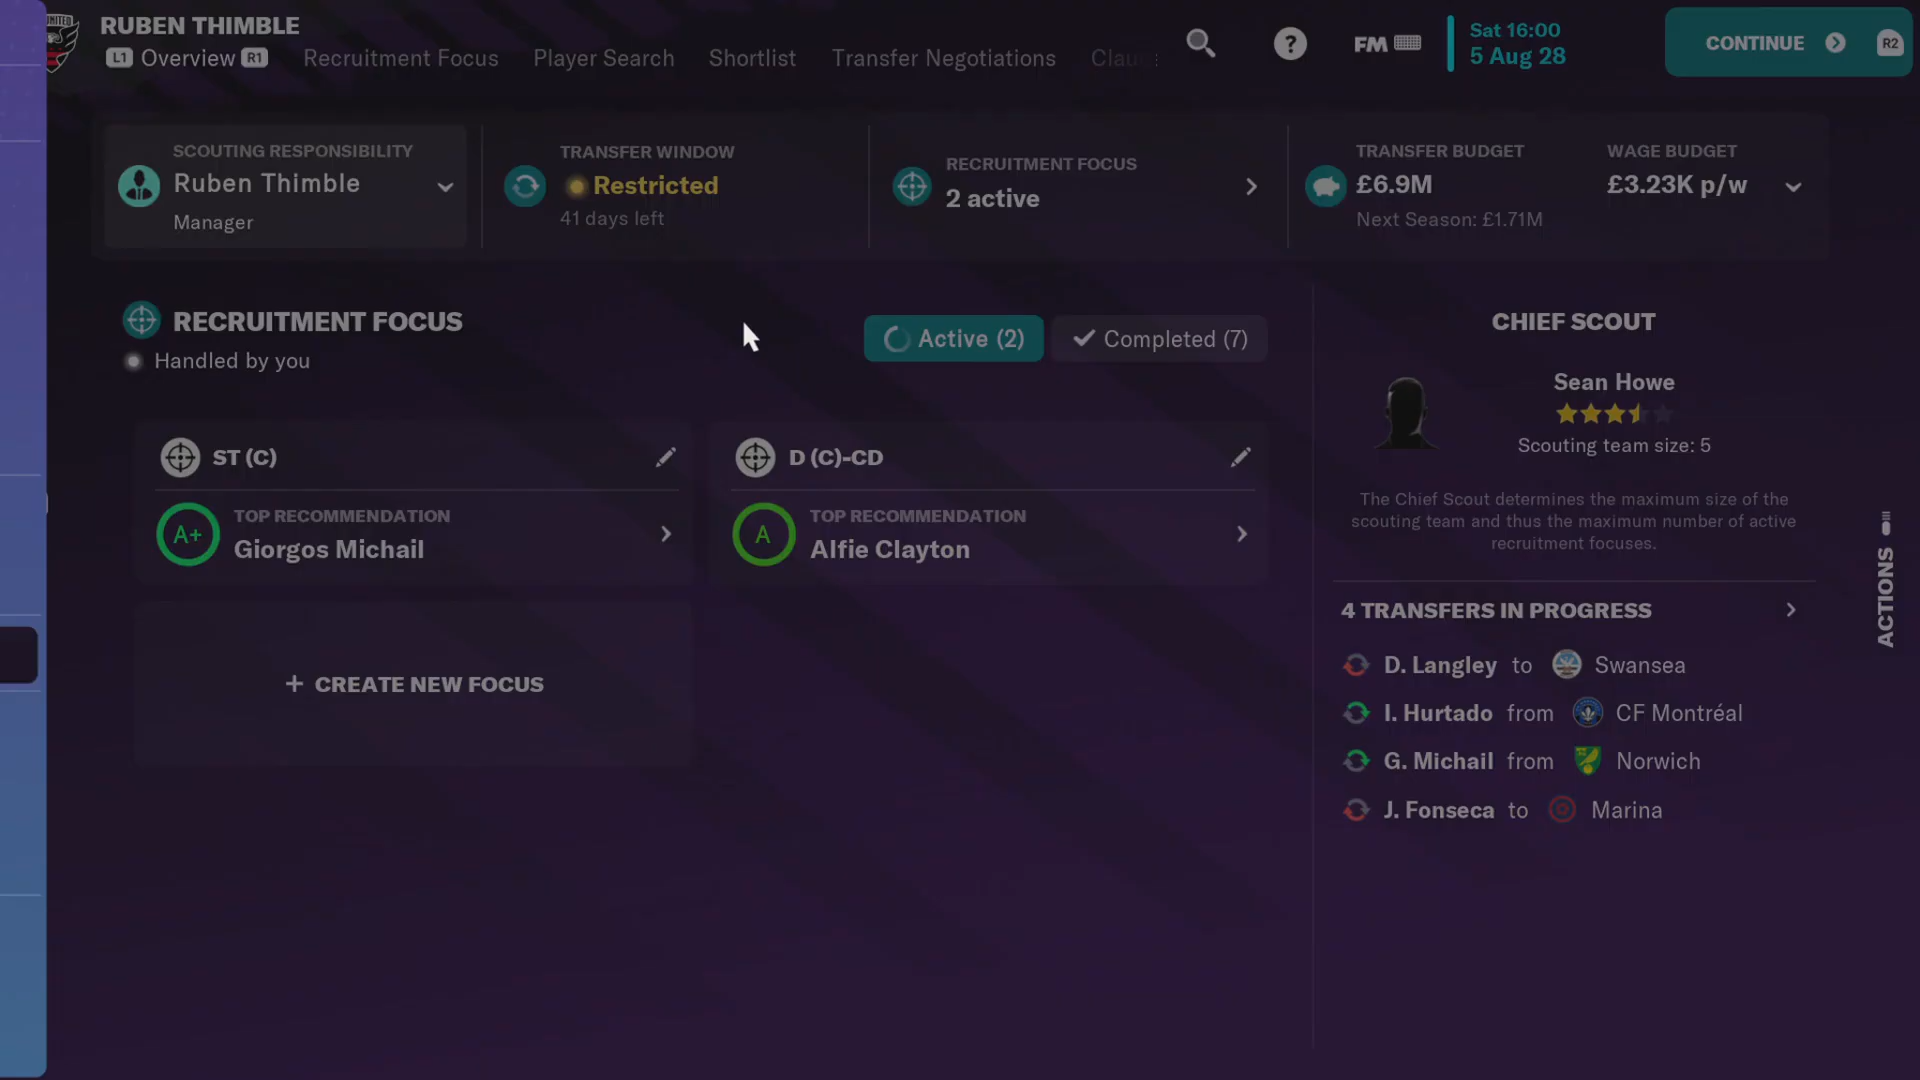 UNITED
RUBEN THIMBLE
L1 Overview R1 Recruitment Focus Player Search Shortlist Transfer Negotiations
? FM
Sat 16:00
5 Aug 28
CONTINUE R2
SCOUTING RESPONSIBILITY
Ruben Thimble
Manager
TRANSFER WINDOW
Restricted
41 days left
RECRUITMENT FOCUS
2 active
TRANSFER BUDGET
£6.9M
Next Season: £1.71M
WAGE BUDGET
£3.23K p/w
RECRUITMENT FOCUS
Handled by you
Active (2)
Completed (7)
ST (C)
A+
TOP RECOMMENDATION
Giorgos Michail
D (C)-CD
A
TOP RECOMMENDATION
Alfie Clayton
+ CREATE NEW FOCUS
CHIEF SCOUT
Sean Howe
Scouting team size: 5
The Chief Scout determines the maximum size of the
scouting team and thus the maximum number of active
recruitment focuses.
4 TRANSFERS IN PROGRESS
D. Langley to Swansea
I. Hurtado from CF Montréal
G. Michail from Norwich
J. Fonseca to Marina
ACTIONS